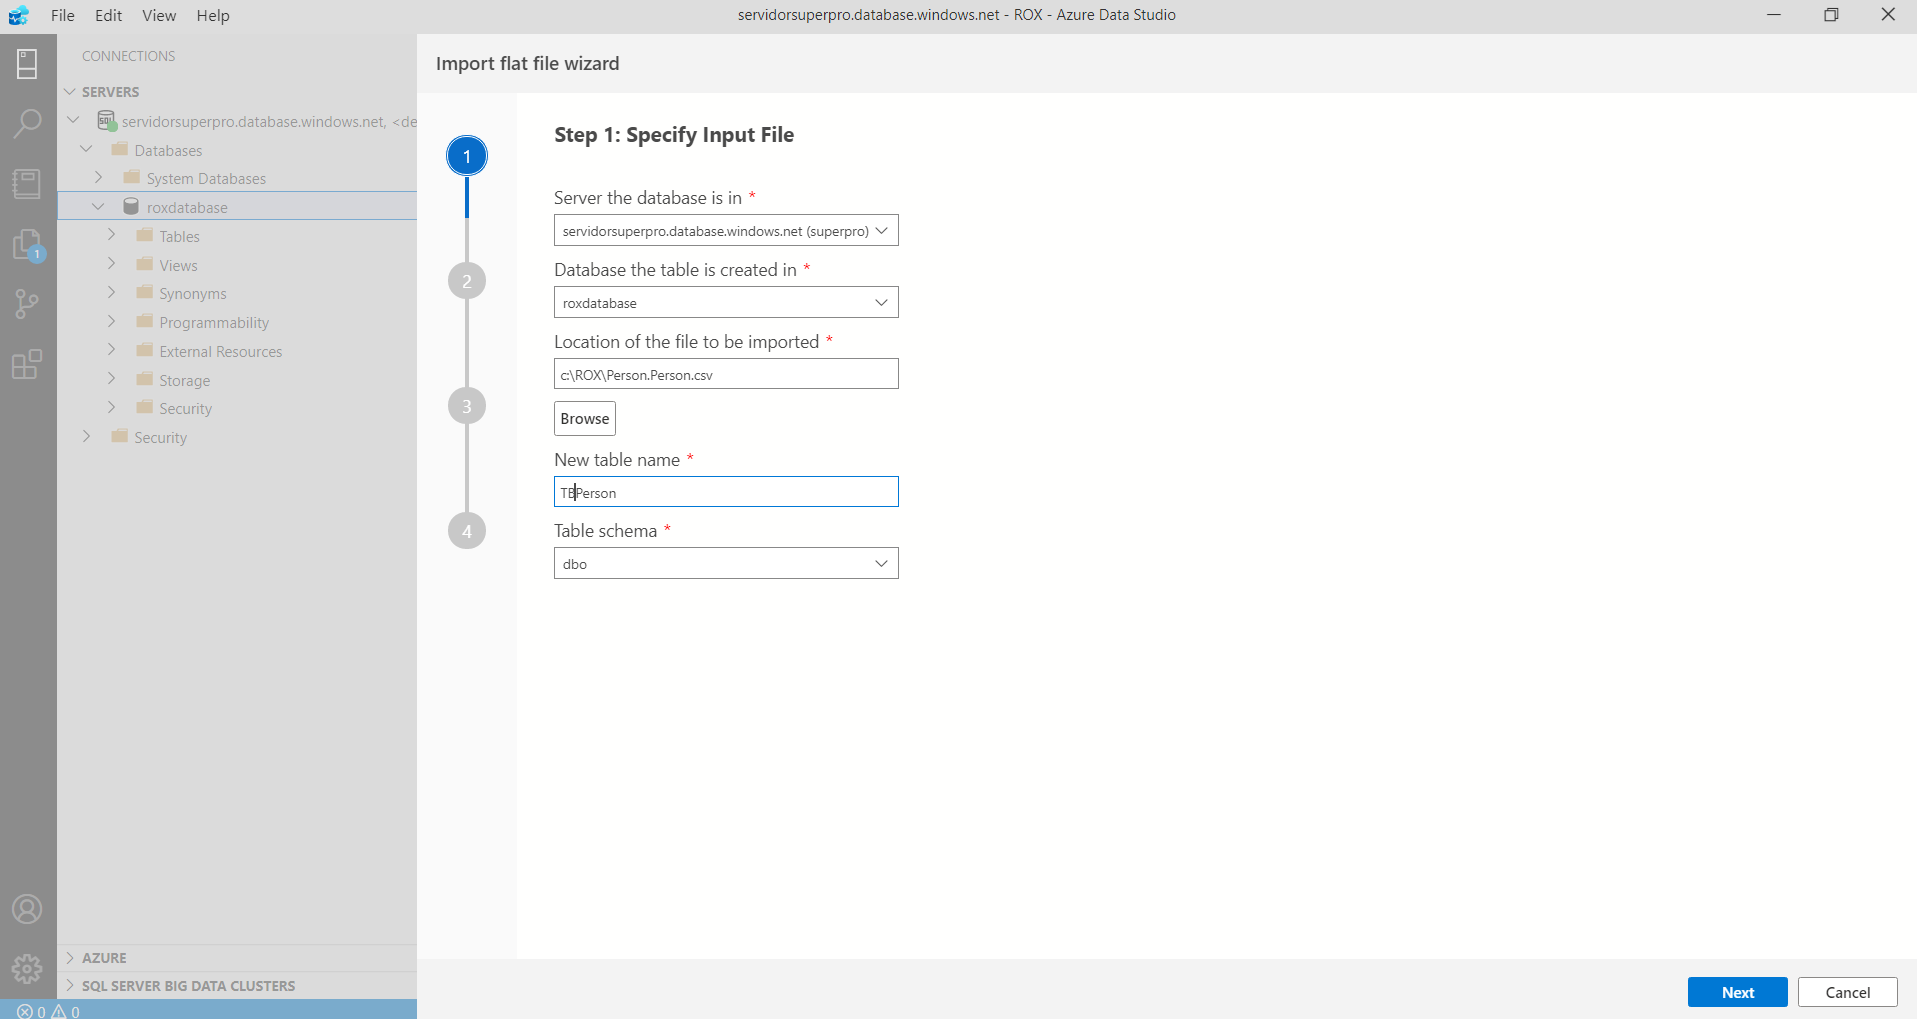 File Edit View Help
servidorsuperpro.database.windows.net - ROX - Azure Data Studio
CONNECTIONS
SERVERS
servidorsuperpro.database.windows.net, <de
Databases
System Databases
roxdatabase
Tables
Views
Synonyms
Programmability
External Resources
Storage
Security
Security
1
AZURE
SQL SERVER BIG DATA CLUSTERS
0 0
Import flat file wizard
1
2
3
4
Step 1: Specify Input File
Server the database is in *
servidorsuperpro.database.windows.net (superpro)
Database the table is created in *
roxdatabase
Location of the file to be imported *
c:\ROX\Person.Person.csv
Browse
New table name *
TBPerson
Table schema *
dbo
Next
Cancel